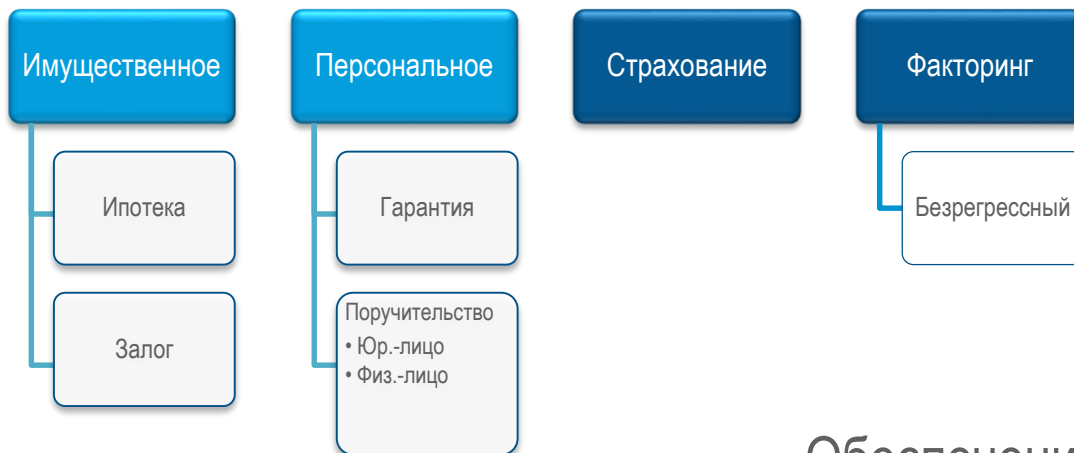 Имущественное
Персональное
Страхование
Факторинг
Ипотека
Гарантия
Безрегрессный
Залог
Поручительство
• Юр.-лицо
• Физ.-лицо